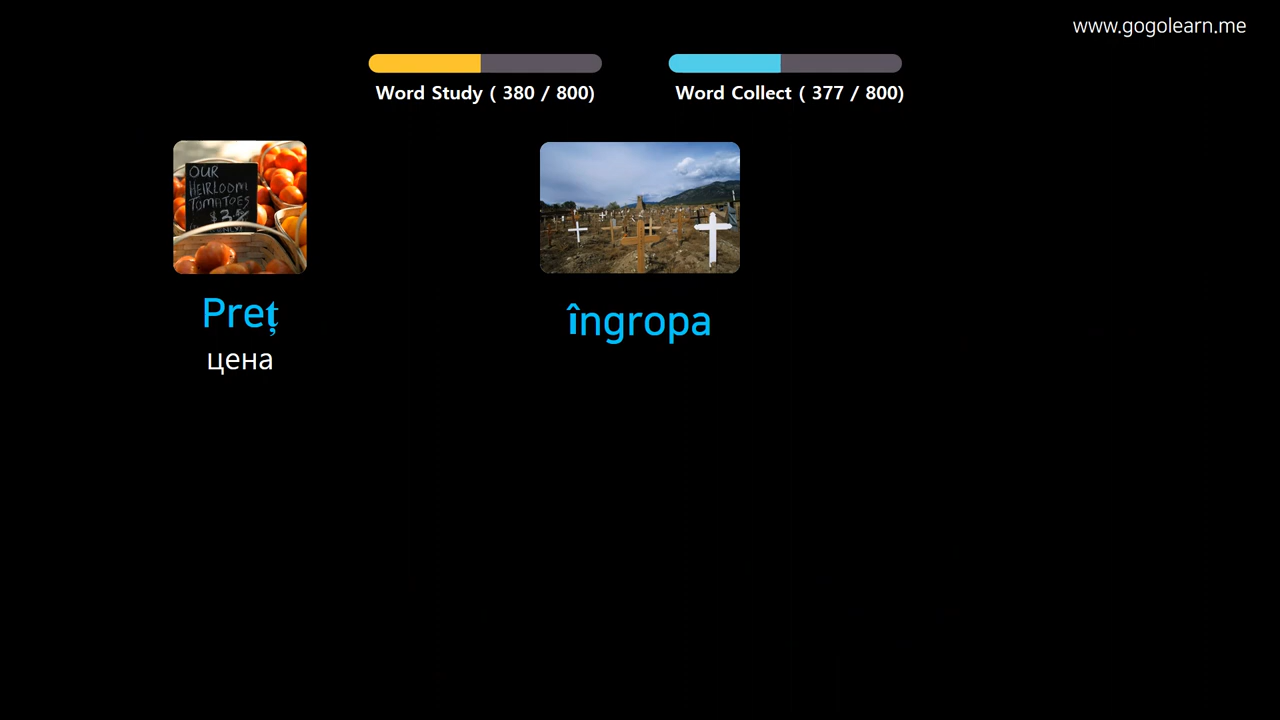 www.gogolearn.me
Word Study ( 380 / 800)
Word Collect ( 377 / 800)
OUR
HEIRLOOM
TOMATOES
Preț
цена
îngropa